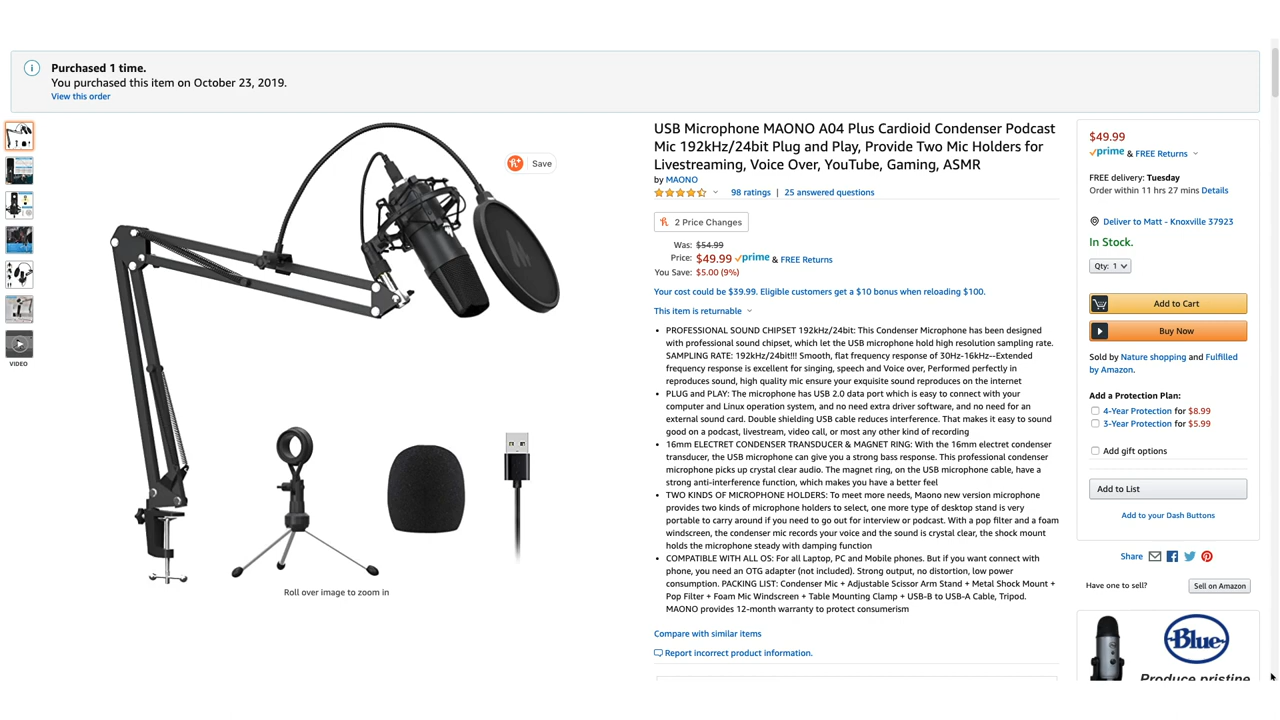 Purchased 1 time.
You purchased this item on October 23, 2019.
View this order
VIDEO
Save
Roll over image to zoom in
USB Microphone MAONO A04 Plus Cardioid Condenser Podcast
Mic 192kHz/24bit Plug and Play, Provide Two Mic Holders for
Livestreaming, Voice Over, YouTube, Gaming, ASMR
by MAONO
98 ratings | 25 answered questions
2 Price Changes
Was: $54.99
Price: $49.99 prime & FREE Returns
You Save: $5.00 (9%)
Your cost could be $39.99. Eligible customers get a $10 bonus when reloading $100.
This item is returnable
• PROFESSIONAL SOUND CHIPSET 192kHz/24bit: This Condenser Microphone has been designed
with professional sound chipset, which let the USB microphone hold high resolution sampling rate.
SAMPLING RATE: 192kHz/24bit!!! Smooth, flat frequency response of 30Hz-16kHz--Extended
frequency response is excellent for singing, speech and Voice over, Performed perfectly in
reproduces sound, high quality mic ensure your exquisite sound reproduces on the internet
• PLUG and PLAY: The microphone has USB 2.0 data port which is easy to connect with your
computer and Linux operation system, and no need extra driver software, and no need for an
external sound card. Double shielding USB cable reduces interference. That makes it easy to sound
good on a podcast, livestream, video call, or most any other kind of recording
• 16mm ELECTRET CONDENSER TRANSDUCER & MAGNET RING: With the 16mm electret condenser
transducer, the USB microphone can give you a strong bass response. This professional condenser
microphone picks up crystal clear audio. The magnet ring, on the USB microphone cable, have a
strong anti-interference function, which makes you have a better feel
• TWO KINDS OF MICROPHONE HOLDERS: To meet more needs, Maono new version microphone
provides two kinds of microphone holders to select, one more type of desktop stand is very
portable to carry around if you need to go out for interview or podcast. With a pop filter and a foam
windscreen, the condenser mic records your voice and the sound is crystal clear, the shock mount
holds the microphone steady with damping function
• COMPATIBLE WITH ALL OS: For all Laptop, PC and Mobile phones. But if you want connect with
phone, you need an OTG adapter (not included). Strong output, no distortion, low power
consumption. PACKING LIST: Condenser Mic + Adjustable Scissor Arm Stand + Metal Shock Mount +
Pop Filter + Foam Mic Windscreen + Table Mounting Clamp + USB-B to USB-A Cable, Tripod.
MAONO provides 12-month warranty to protect consumerism
Compare with similar items
Report incorrect product information.
$49.99
prime & FREE Returns
FREE delivery: Tuesday
Order within 11 hrs 27 mins Details
Deliver to Matt - Knoxville 37923
In Stock.
Qty: 1
Add to Cart
Buy Now
Sold by Nature shopping and Fulfilled
by Amazon.
Add a Protection Plan:
4-Year Protection for $8.99
3-Year Protection for $5.99
Add gift options
Add to List
Add to your Dash Buttons
Share
Have one to sell?
Sell on Amazon
Blue
Produce pristine